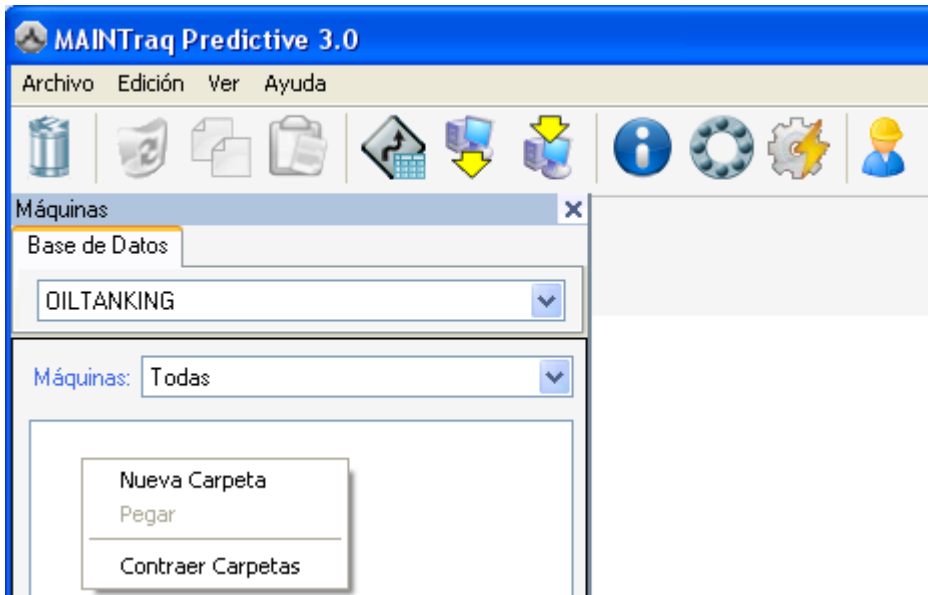 MAINTraq Predictive 3.0
Archivo Edición Ver Ayuda
Máquinas
Base de Datos
OILTANKING
Máquinas: Todas
Nueva Carpeta
Pegar
Contraer Carpetas